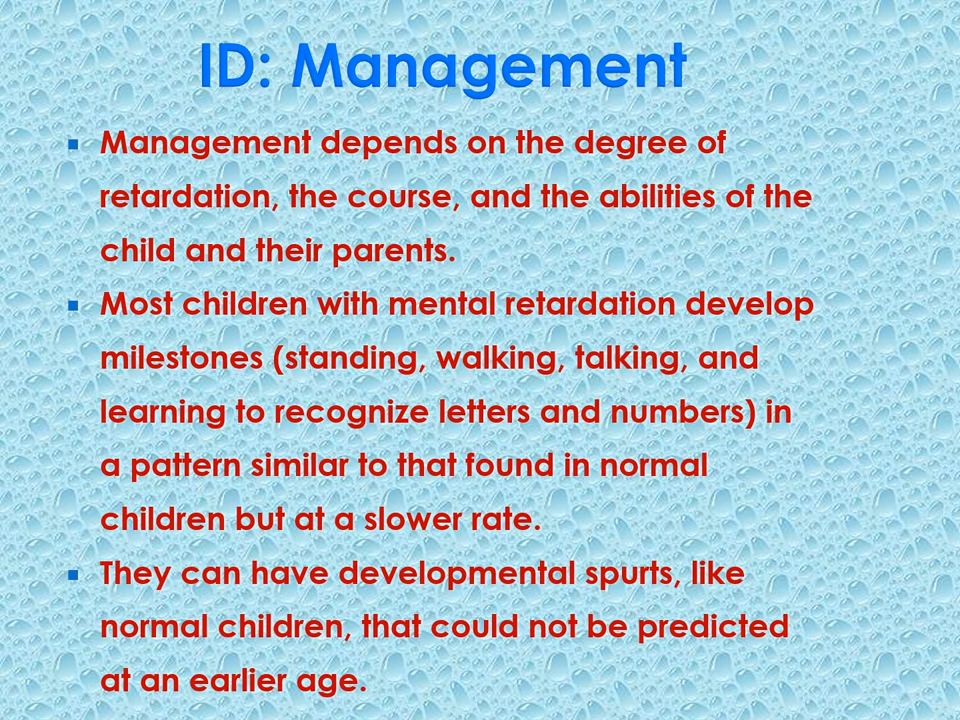 ID: Management
▪ Management depends on the degree of
retardation, the course, and the abilities of the
child and their parents.
▪ Most children with mental retardation develop
milestones (standing, walking, talking, and
learning to recognize letters and numbers) in
a pattern similar to that found in normal
children but at a slower rate.
▪ They can have developmental spurts, like
normal children, that could not be predicted
at an earlier age.